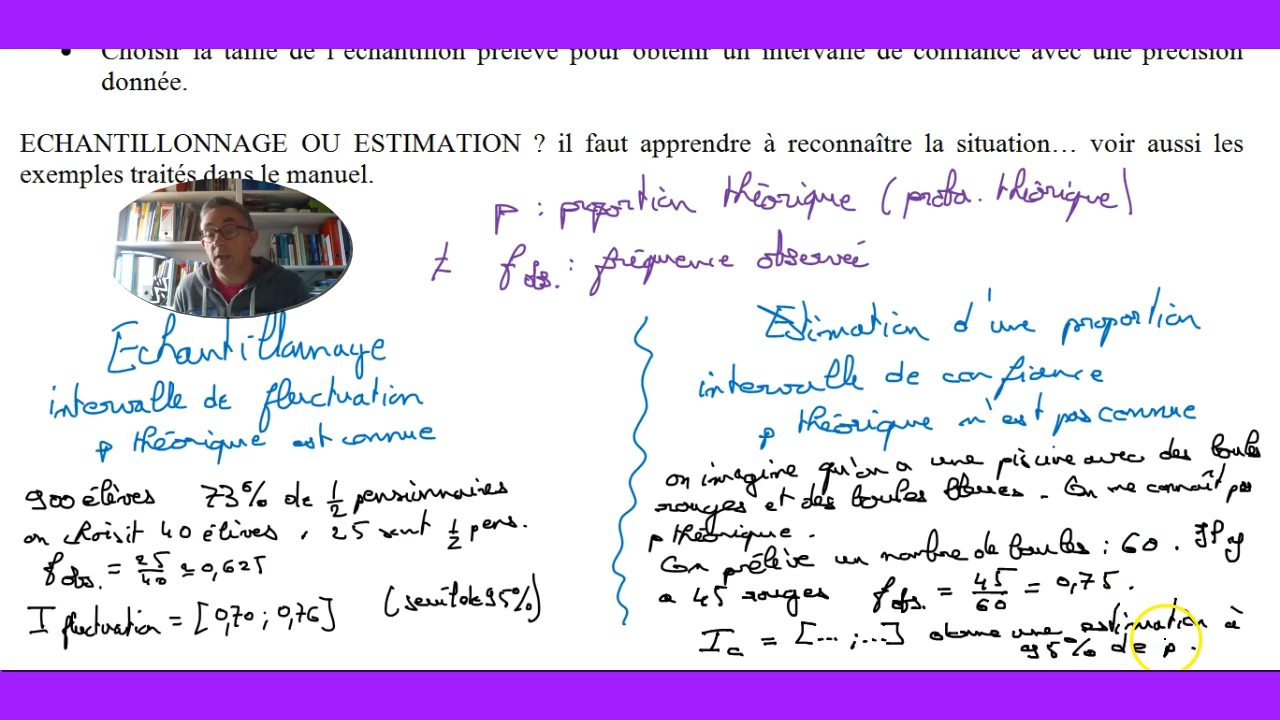 Choisir la taille de l'échantillon prélevé pour obtenir un intervalle de confiance avec une précision
donnée.
ECHANTILLONNAGE OU ESTIMATION ? il faut apprendre à reconnaître la situation… voir aussi les
exemples traités dans le manuel.
p : proportion théorique (proba. théorique)
≠ f obs. : fréquence observée
Echantillonnage
intervalle de fluctuation
p théorique est connue
900 élèves 73% de 1/2 pensionnaires
on choisit 40 élèves, 25 sont 1/2 pens.
f obs. = 25/40 ≃ 0,625
I fluctuation = [0,70 ; 0,76] (seuil de 95%)
Estimation d'une proportion
intervalle de confiance
p théorique n'est pas connue
on imagine qu'on a une piscine avec des boules
rouges et des boules bleues. On ne connaît pas
p théorique.
On prélève un nombre de boules : 60. Il y
a 45 rouges f obs. = 45/60 = 0,75.
Ic = [... ; ...] donne une estimation à
95% de p.